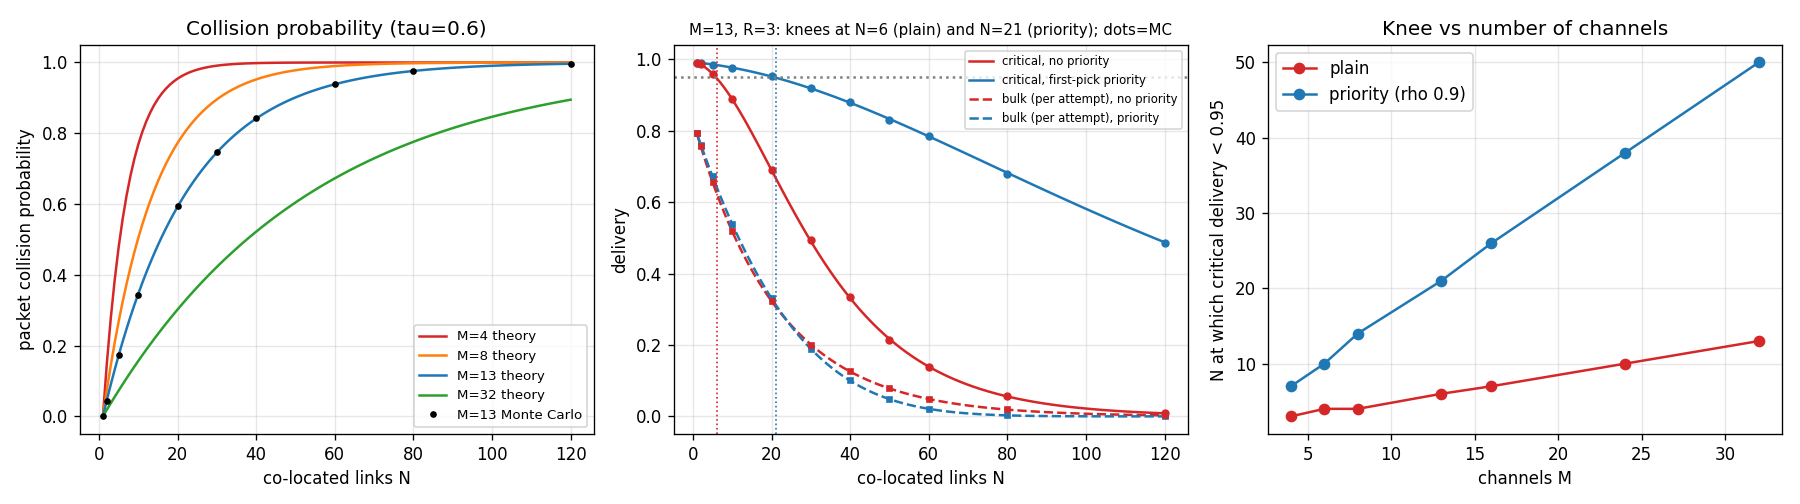 Collision probability (tau=0.6)
packet collision probability
1.0
0.8
0.6
0.4
0.2
0.0
M=4 theory
M=8 theory
M=13 theory
M=32 theory
M=13 Monte Carlo
0 20 40 60 80 100 120
co-located links N
M=13, R=3: knees at N=6 (plain) and N=21 (priority); dots=MC
delivery
1.0
0.8
0.6
0.4
0.2
0.0
critical, no priority
critical, first-pick priority
bulk (per attempt), no priority
bulk (per attempt), priority
0 20 40 60 80 100 120
co-located links N
Knee vs number of channels
N at which critical delivery < 0.95
50
40
30
20
10
plain
priority (rho 0.9)
5 10 15 20 25 30
channels M